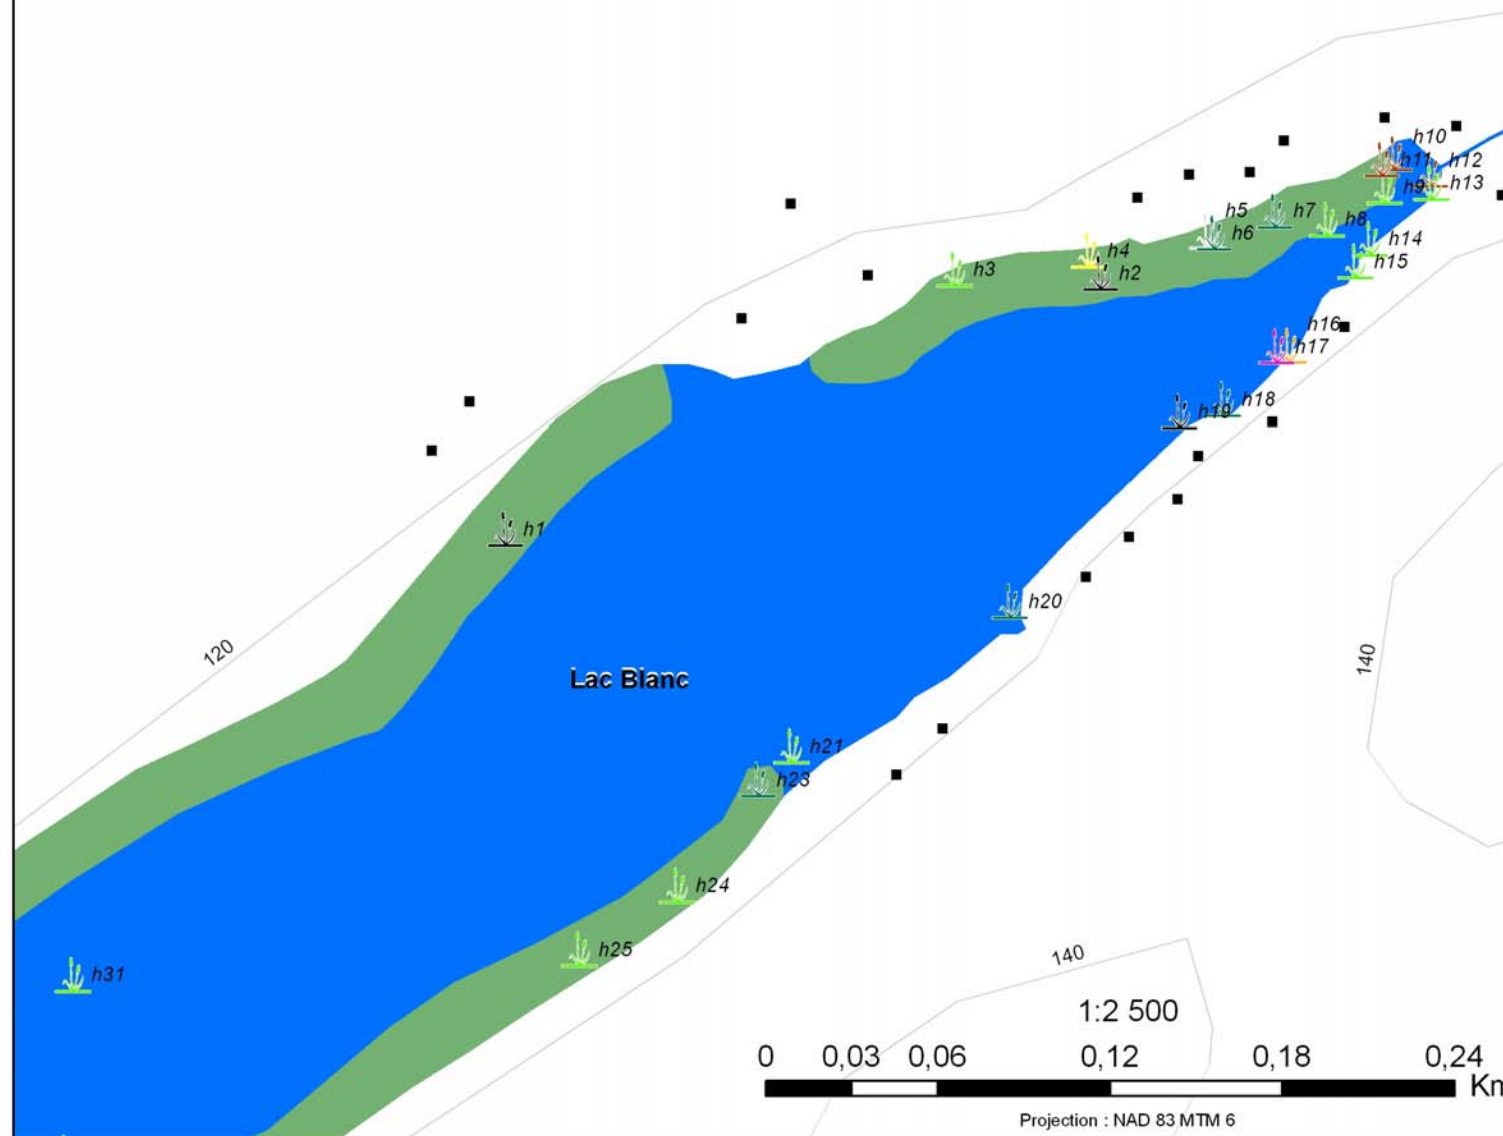 h10
h11
h12
h9
h13
h5
h7
h8
h6
h14
h4
h15
h3
h2
h16
h17
h18
h19
h1
h20
120
140
Lac Blanc
h21
h23
h24
h25
140
h31
1:2 500
0 0,03 0,06 0,12 0,18 0,24
Km
Projection : NAD 83 MTM 6